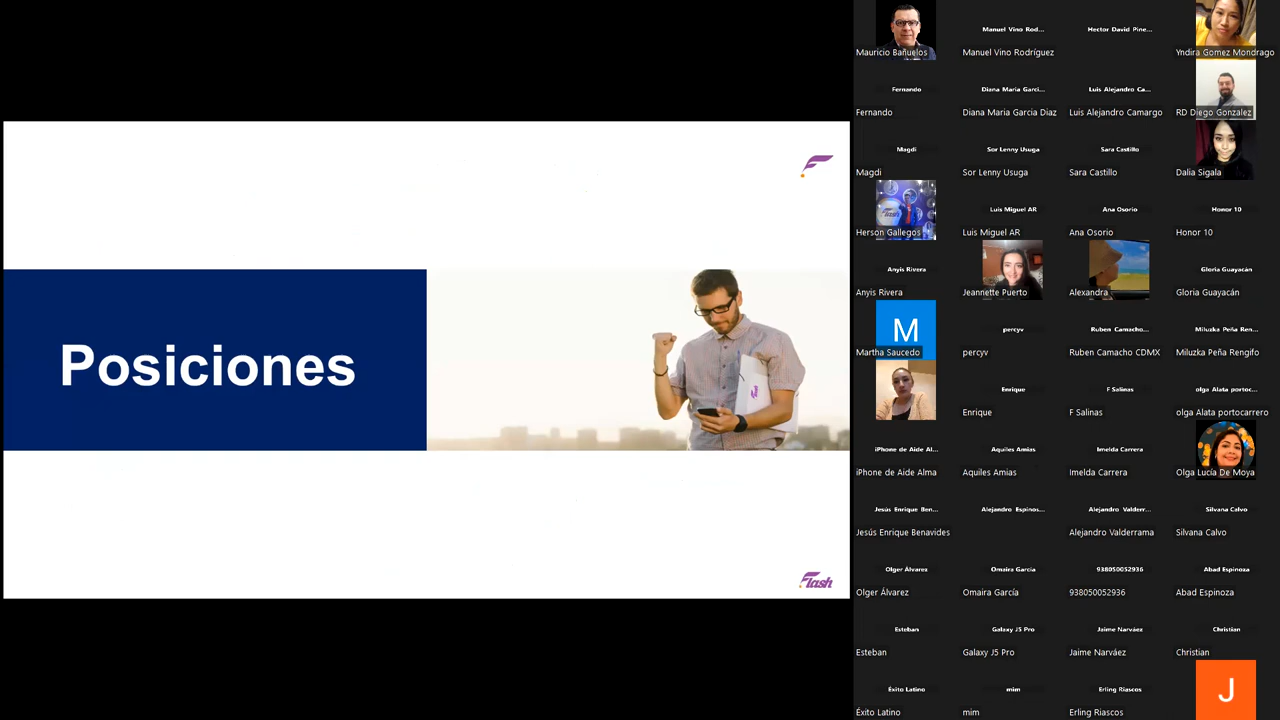 Posiciones
Flash
Mauricio Bañuelos
Manuel Vino Rod...
Manuel Vino Rodríguez
Hector David Pine...
Yndira Gomez Mondrago
Fernando
Fernando
Diana Maria Garci...
Diana Maria Garcia Diaz
Luis Alejandro Ca...
Luis Alejandro Camargo
RD Diego Gonzalez
Magdi
Magdi
Sor Lenny Usuga
Sor Lenny Usuga
Sara Castillo
Sara Castillo
Dalia Sigala
Flash
Herson Gallegos
Luis Miguel AR
Luis Miguel AR
Ana Osorio
Ana Osorio
Honor 10
Honor 10
Anyis Rivera
Anyis Rivera
Jeannette Puerto
Alexandra
Gloria Guayacán
Gloria Guayacán
M
Martha Saucedo
percyv
percyv
Ruben Camacho...
Ruben Camacho CDMX
Miluzka Peña Ren...
Miluzka Peña Rengifo
Enrique
Enrique
F Salinas
F Salinas
olga Alata portoc...
olga Alata portocarrero
iPhone de Aide Al...
iPhone de Aide Alma
Aquiles Amias
Aquiles Amias
Imelda Carrera
Imelda Carrera
Olga Lucía De Moya
Jesús Enrique Ben...
Jesús Enrique Benavides
Alejandro Espinos...
Alejandro Valderr...
Alejandro Valderrama
Silvana Calvo
Silvana Calvo
Olger Álvarez
Olger Álvarez
Omaira García
Omaira García
938050052936
938050052936
Abad Espinoza
Abad Espinoza
Esteban
Esteban
Galaxy J5 Pro
Galaxy J5 Pro
Jaime Narváez
Jaime Narváez
Christian
Christian
Éxito Latino
Éxito Latino
mim
mim
Erling Riascos
Erling Riascos
J